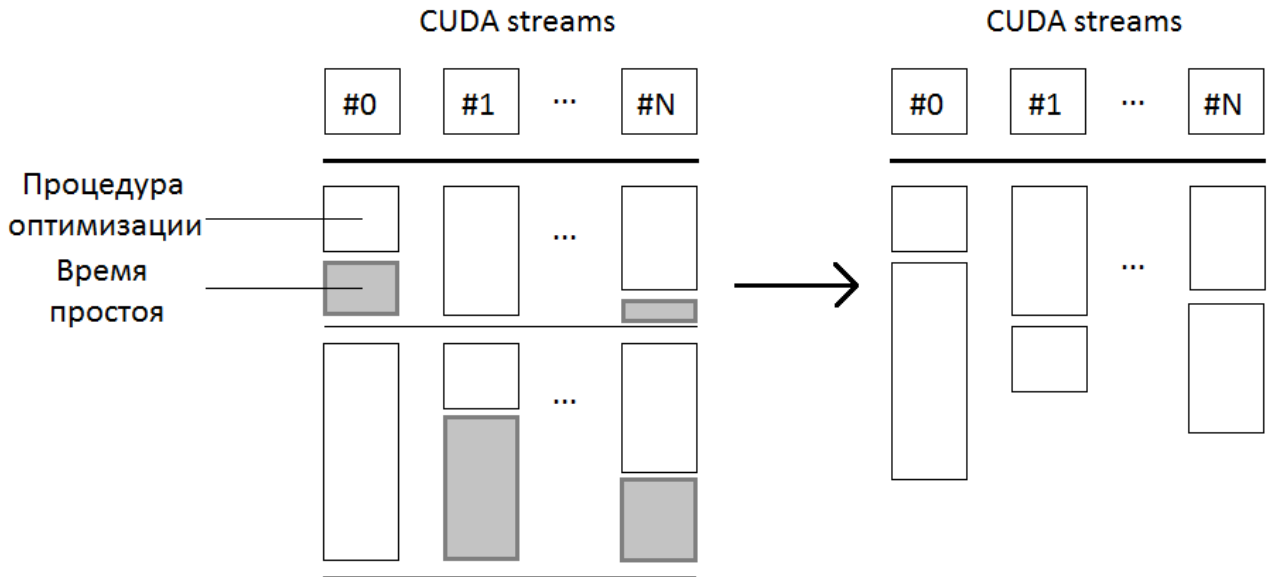 CUDA streams CUDA streams
#0 #1 ... #N #0 #1 ... #N
Процедура
оптимизации
... ...
Время
простоя
...